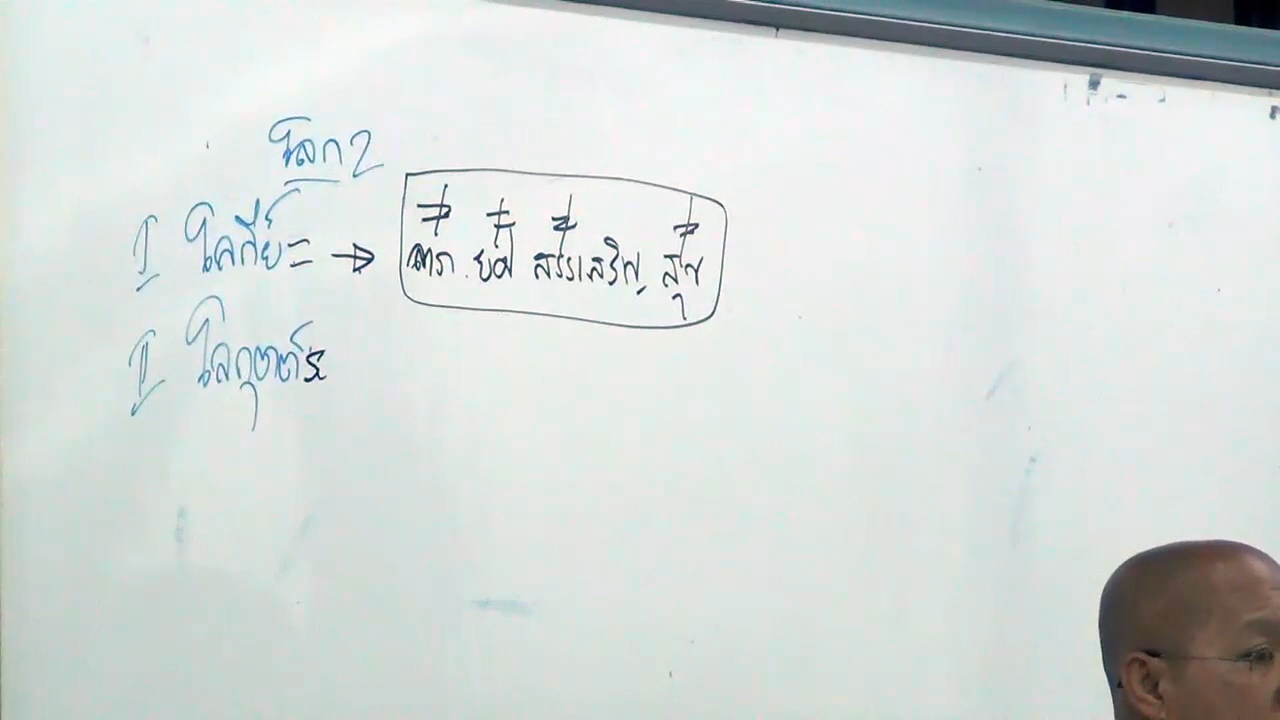 โลก 2
I โลกียะ → ลาภ. ยศ สรรเสริญ, สุข
II โลกุตตระ